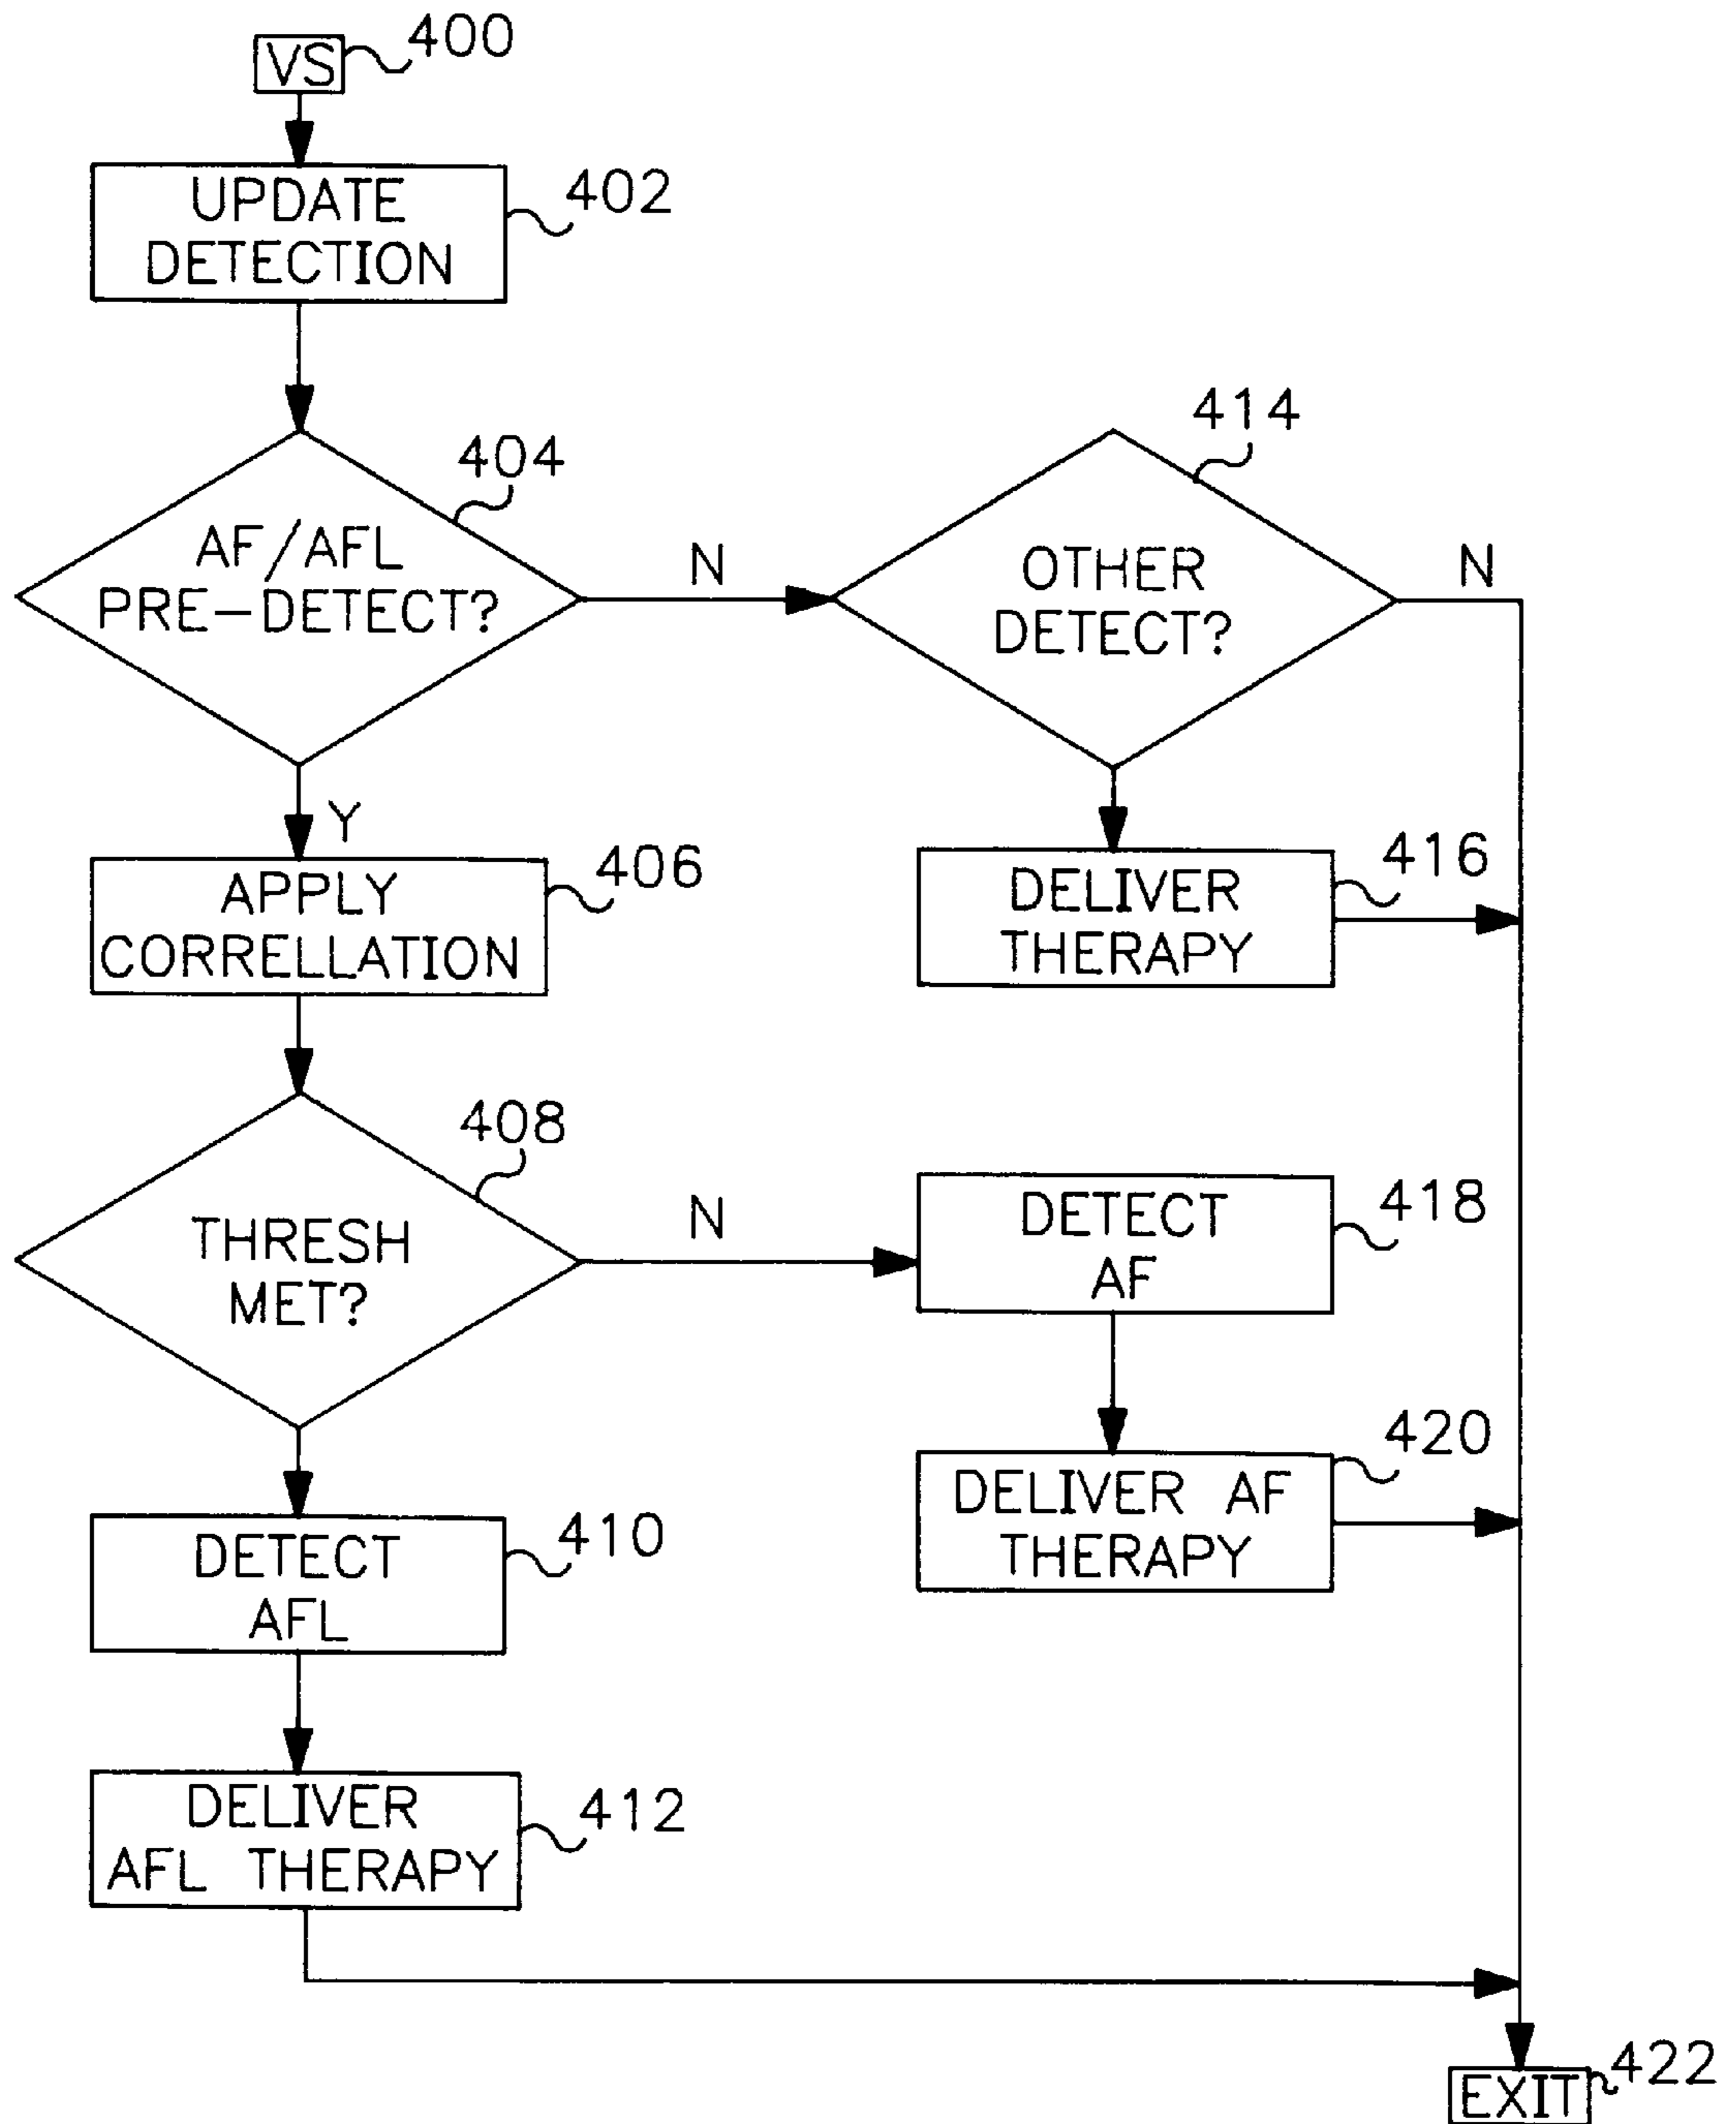 VS
400
UPDATE
DETECTION
402
AF/AFL
PRE-DETECT?
404
N
OTHER
DETECT?
414
N
Y
APPLY
CORRELLATION
406
DELIVER
THERAPY
416
THRESH
MET?
408
N
DETECT
AF
418
DETECT
AFL
410
DELIVER AF
THERAPY
420
DELIVER
AFL THERAPY
412
EXIT
422